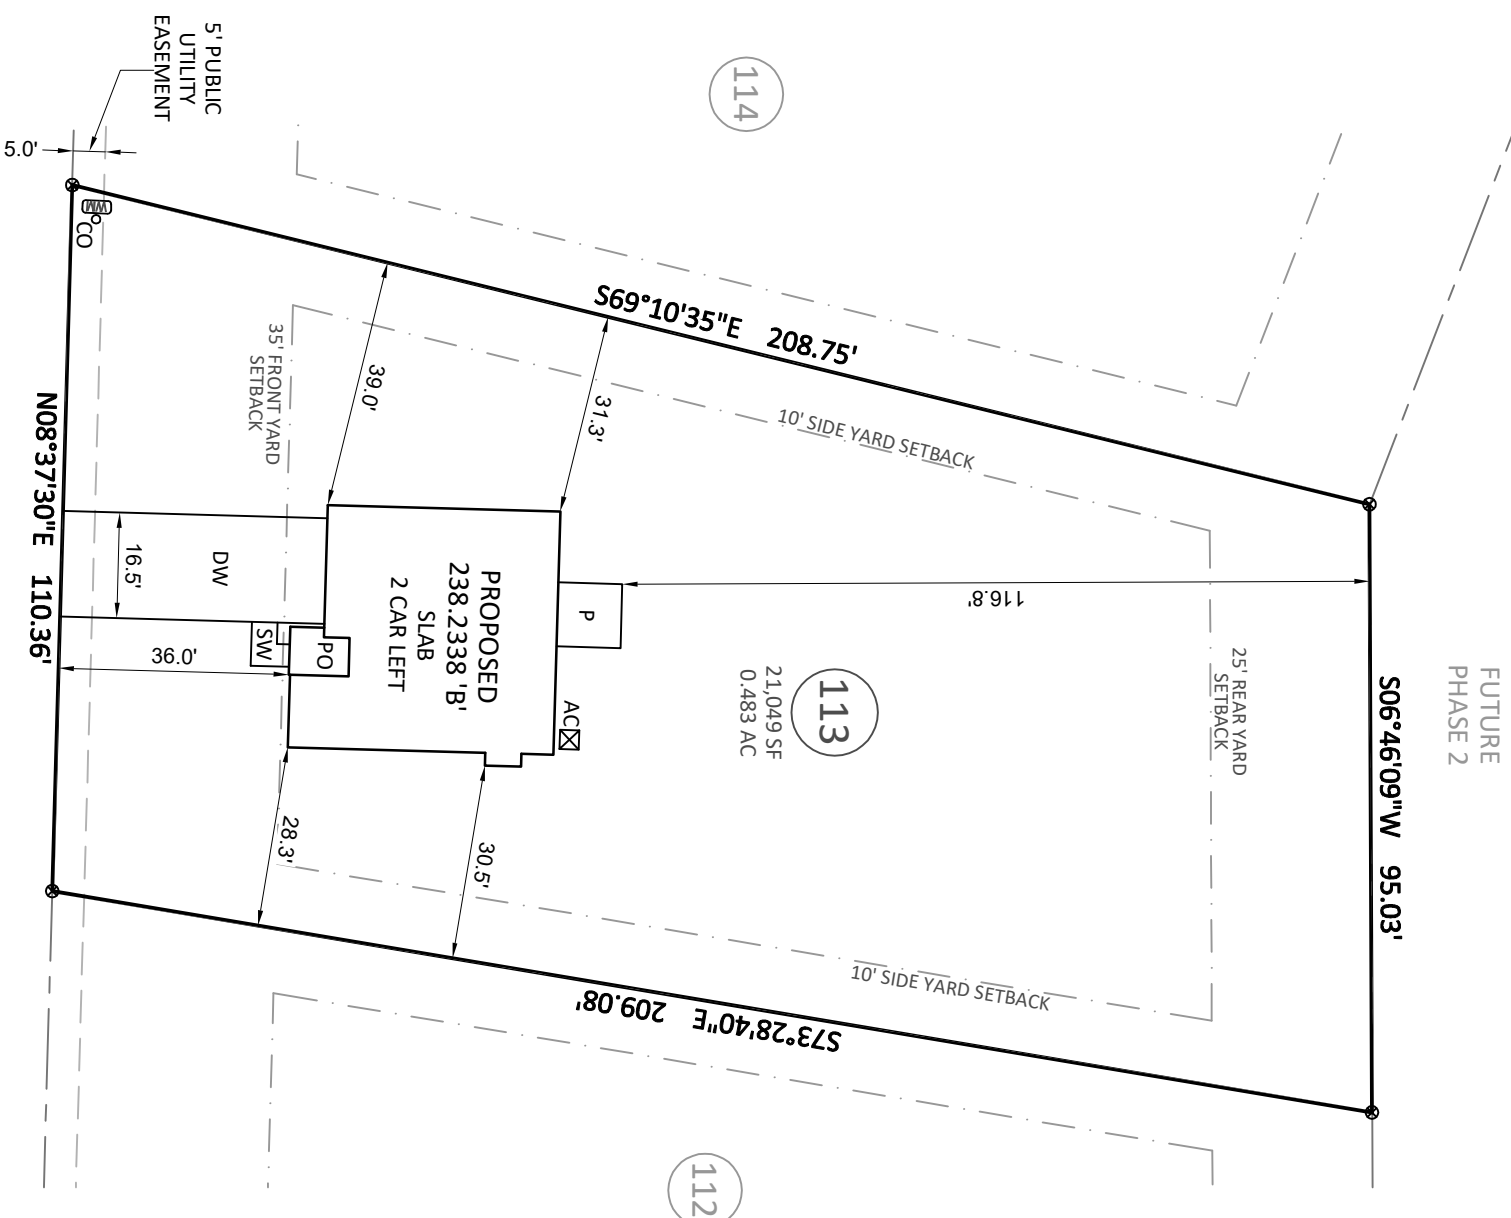 5' PUBLIC
UTILITY
EASEMENT
5.0'
114
WM
CO
S69°10'35"E 208.75'
35' FRONT YARD
SETBACK
39.0'
31.3'
10' SIDE YARD SETBACK
N08°37'30"E 110.36'
16.5'
DW
SW
PO
36.0'
PROPOSED
238.2338 'B'
SLAB
2 CAR LEFT
P
AC
116.8'
113
21,049 SF
0.483 AC
25' REAR YARD
SETBACK
S06°46'09"W 95.03'
FUTURE
PHASE 2
28.3'
30.5'
10' SIDE YARD SETBACK
S73°28'40"E 209.08'
112